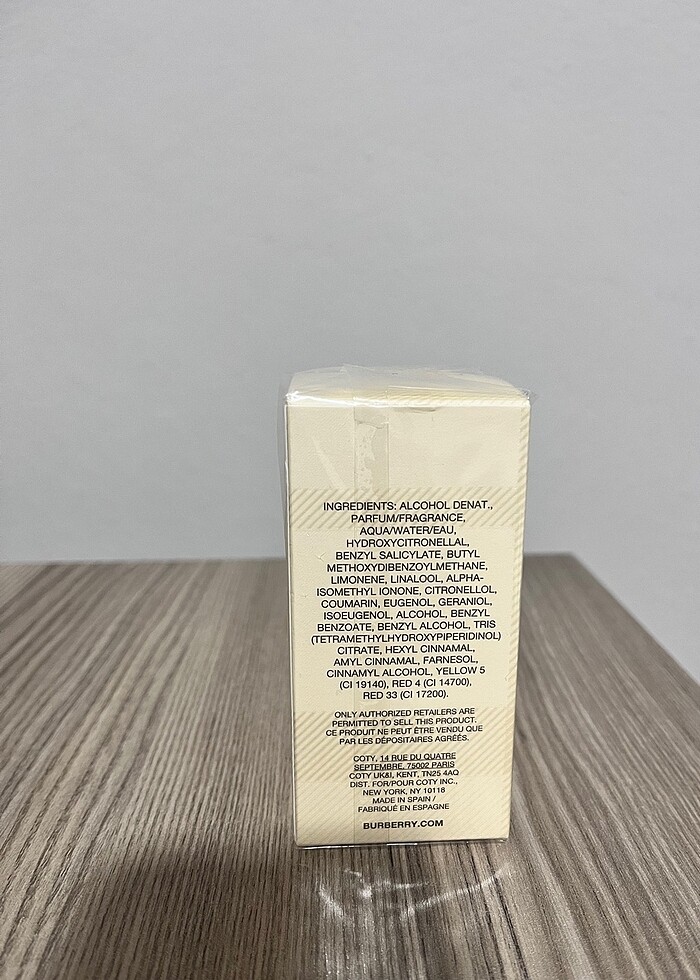 INGREDIENTS: ALCOHOL DENAT.,
PARFUM/FRAGRANCE,
AQUA/WATER/EAU,
HYDROXYCITRONELLAL,
BENZYL SALICYLATE, BUTYL
METHOXYDIBENZOYLMETHANE,
LIMONENE, LINALOOL, ALPHA-
ISOMETHYL IONONE, CITRONELLOL,
COUMARIN, EUGENOL, GERANIOL,
ISOEUGENOL, ALCOHOL, BENZYL
BENZOATE, BENZYL ALCOHOL, TRIS
(TETRAMETHYLHYDROXYPIPERIDINOL)
CITRATE, HEXYL CINNAMAL,
AMYL CINNAMAL, FARNESOL,
CINNAMYL ALCOHOL, YELLOW 5
(CI 19140), RED 4 (CI 14700),
RED 33 (CI 17200).
ONLY AUTHORIZED RETAILERS ARE
PERMITTED TO SELL THIS PRODUCT.
CE PRODUIT NE PEUT ÊTRE VENDU QUE
PAR LES DÉPOSITAIRES AGRÉÉS.
COTY, 14 RUE DU QUATRE
SEPTEMBRE, 75002 PARIS
COTY UK&I, KENT, TN25 4AQ
DIST. FOR/POUR COTY INC.,
NEW YORK, NY 10118
MADE IN SPAIN /
FABRIQUÉ EN ESPAGNE
BURBERRY.COM